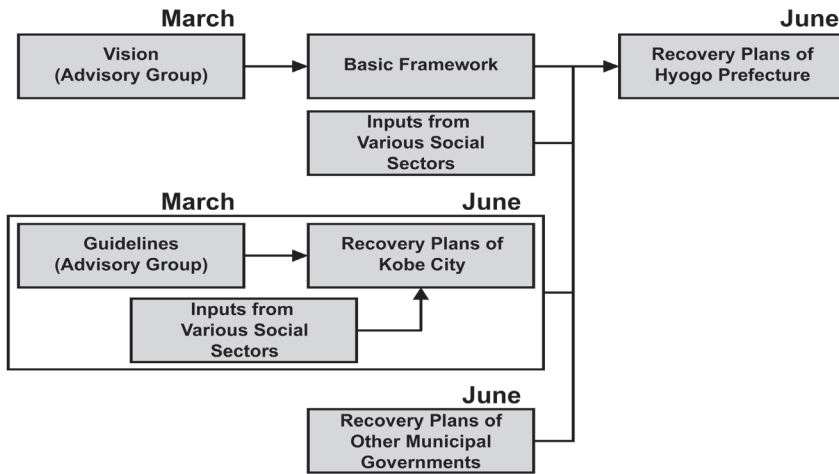 March
June
Vision
(Advisory Group)
Basic Framework
Recovery Plans of
Hyogo Prefecture
Inputs from
Various Social
Sectors
March
June
Guidelines
(Advisory Group)
Recovery Plans of
Kobe City
Inputs from
Various Social
Sectors
June
Recovery Plans of
Other Municipal
Governments